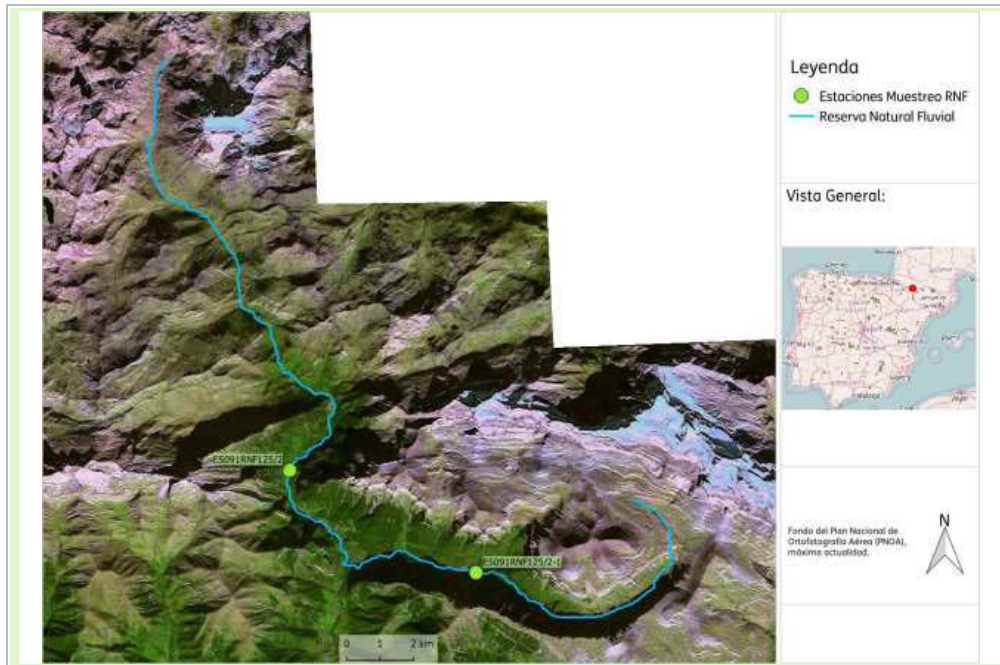 Leyenda
Estaciones Muestreo RNF
Reserva Natural Fluvial
Vista General:
ES091RNF125/2
ES091RNF125/2-1
Fondo del Plan Nacional de
Ortofotografía Aérea (PNOA),
máxima actualidad.
N
0 1 2 km